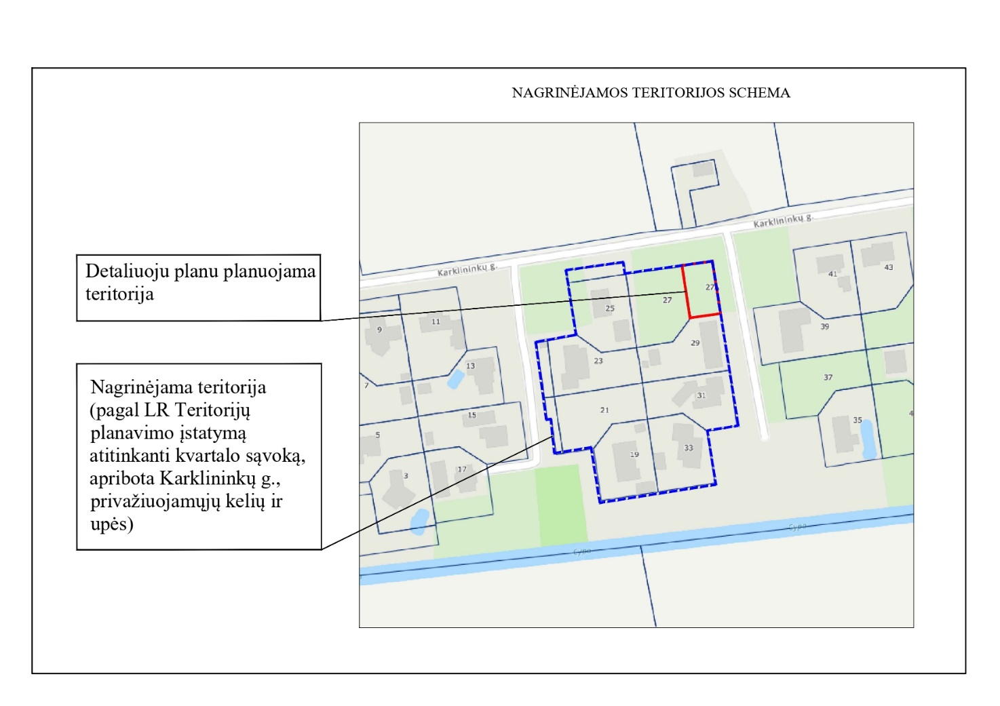 NAGRINĖJAMOS TERITORIJOS SCHEMA
Detaliuoju planu planuojama
teritorija
Nagrinėjama teritorija
(pagal LR Teritorijų
planavimo įstatymą
atitinkanti kvartalo sąvoką,
apribota Karklininkų g.,
privažiuojamųjų kelių ir
upės)
Karklininkų g.
Karklininkų g.
41
43
27
27
25
11
9
39
29
23
13
7
37
31
21
15
35
5
33
19
17
3
Cypa
Cypa